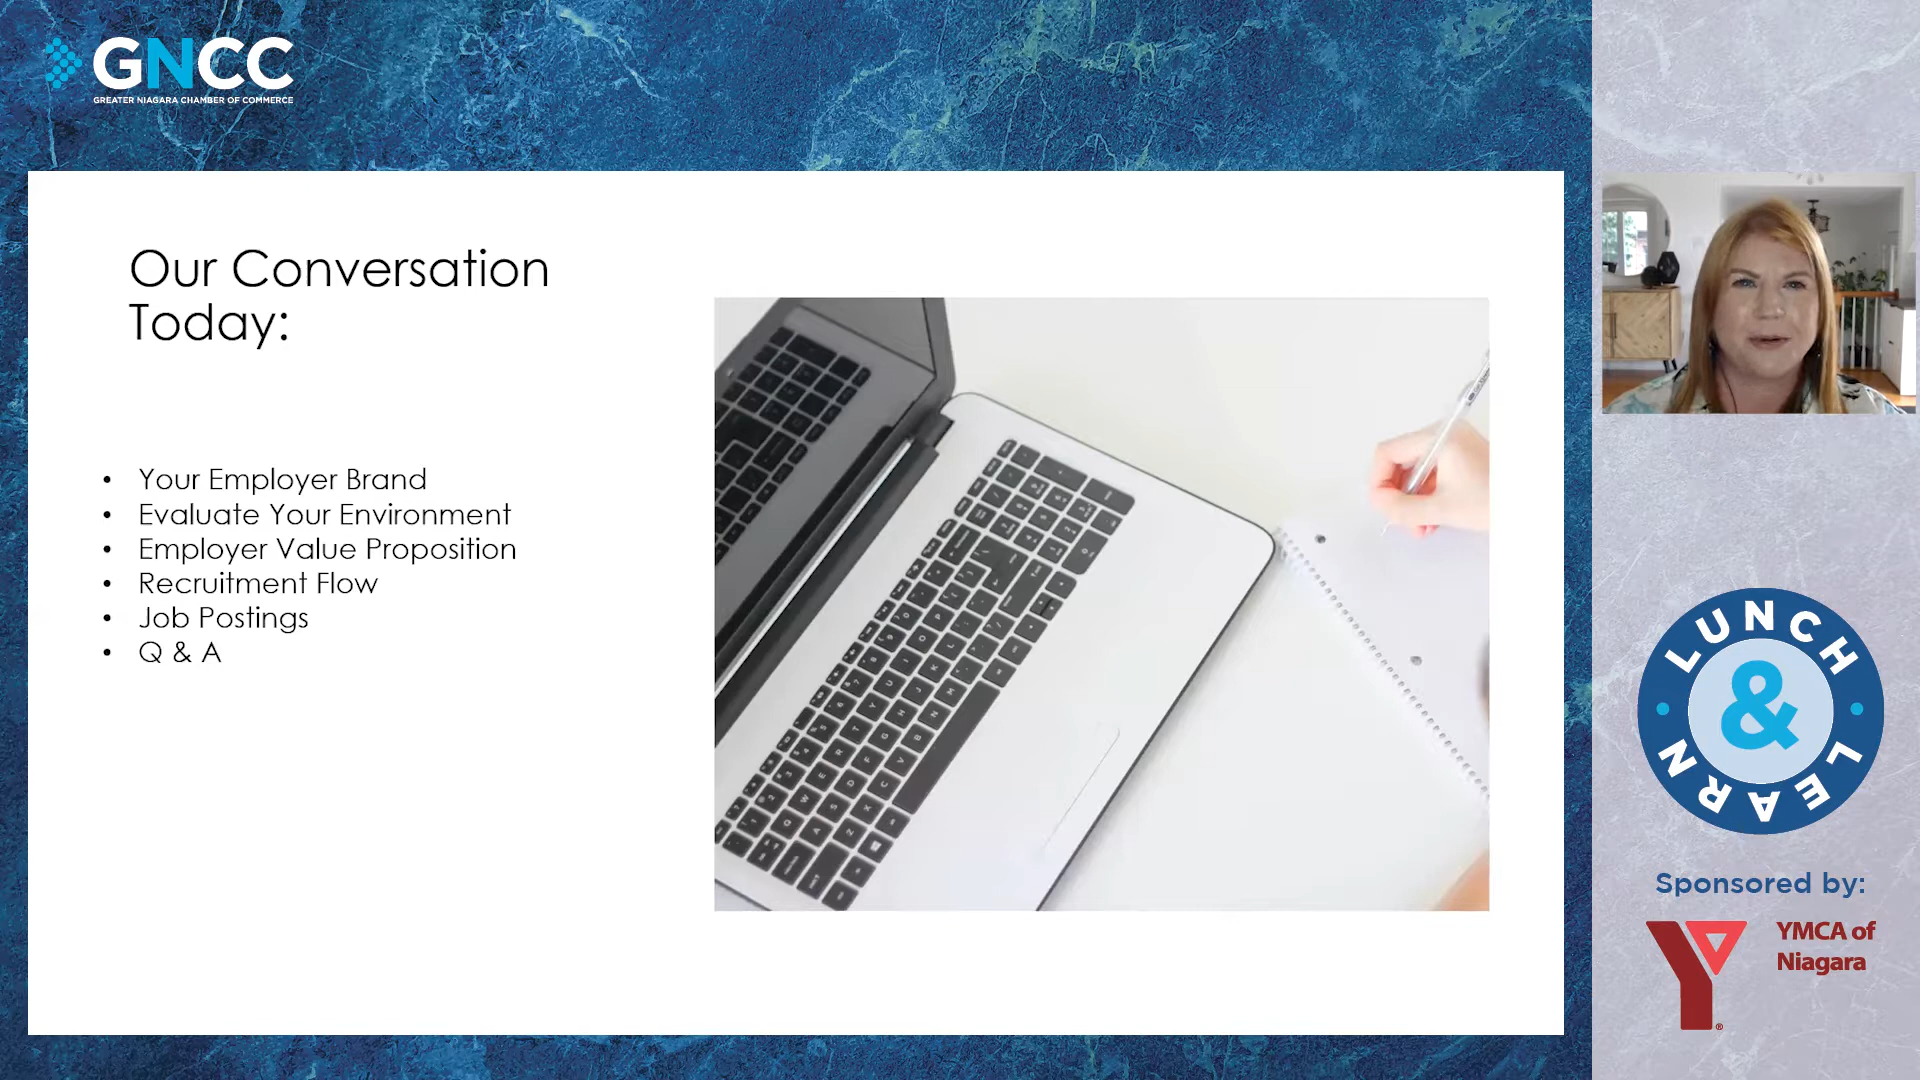 GNCC
GREATER NIAGARA CHAMBER OF COMMERCE
Our Conversation
Today:
• Your Employer Brand
• Evaluate Your Environment
• Employer Value Proposition
• Recruitment Flow
• Job Postings
• Q & A
LUNCH
&
LEARN
Sponsored by:
YMCA of
Niagara